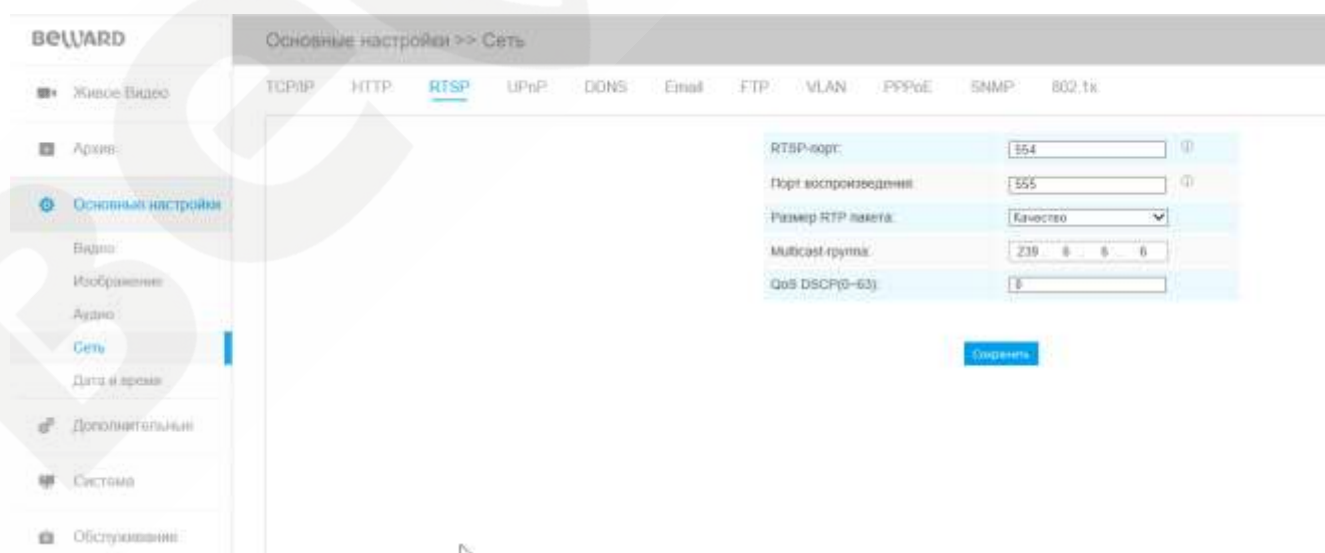 BEWARD
Основные настройки >> Сеть
Живое Видео
Архив
Основные настройки
Видео
Изображение
Аудио
Сеть
Дата и время
Дополнительные
Система
Обслуживание
TCP/IP HTTP RTSP UPnP DDNS Email FTP VLAN PPPoE SNMP 802.1x
RTSP-порт: 554
Порт воспроизведения: 555
Размер RTP пакета: Качество
Multicast-группа: 239 . 6 . 6 . 6
QoS DSCP(0~63): 0
Сохранить